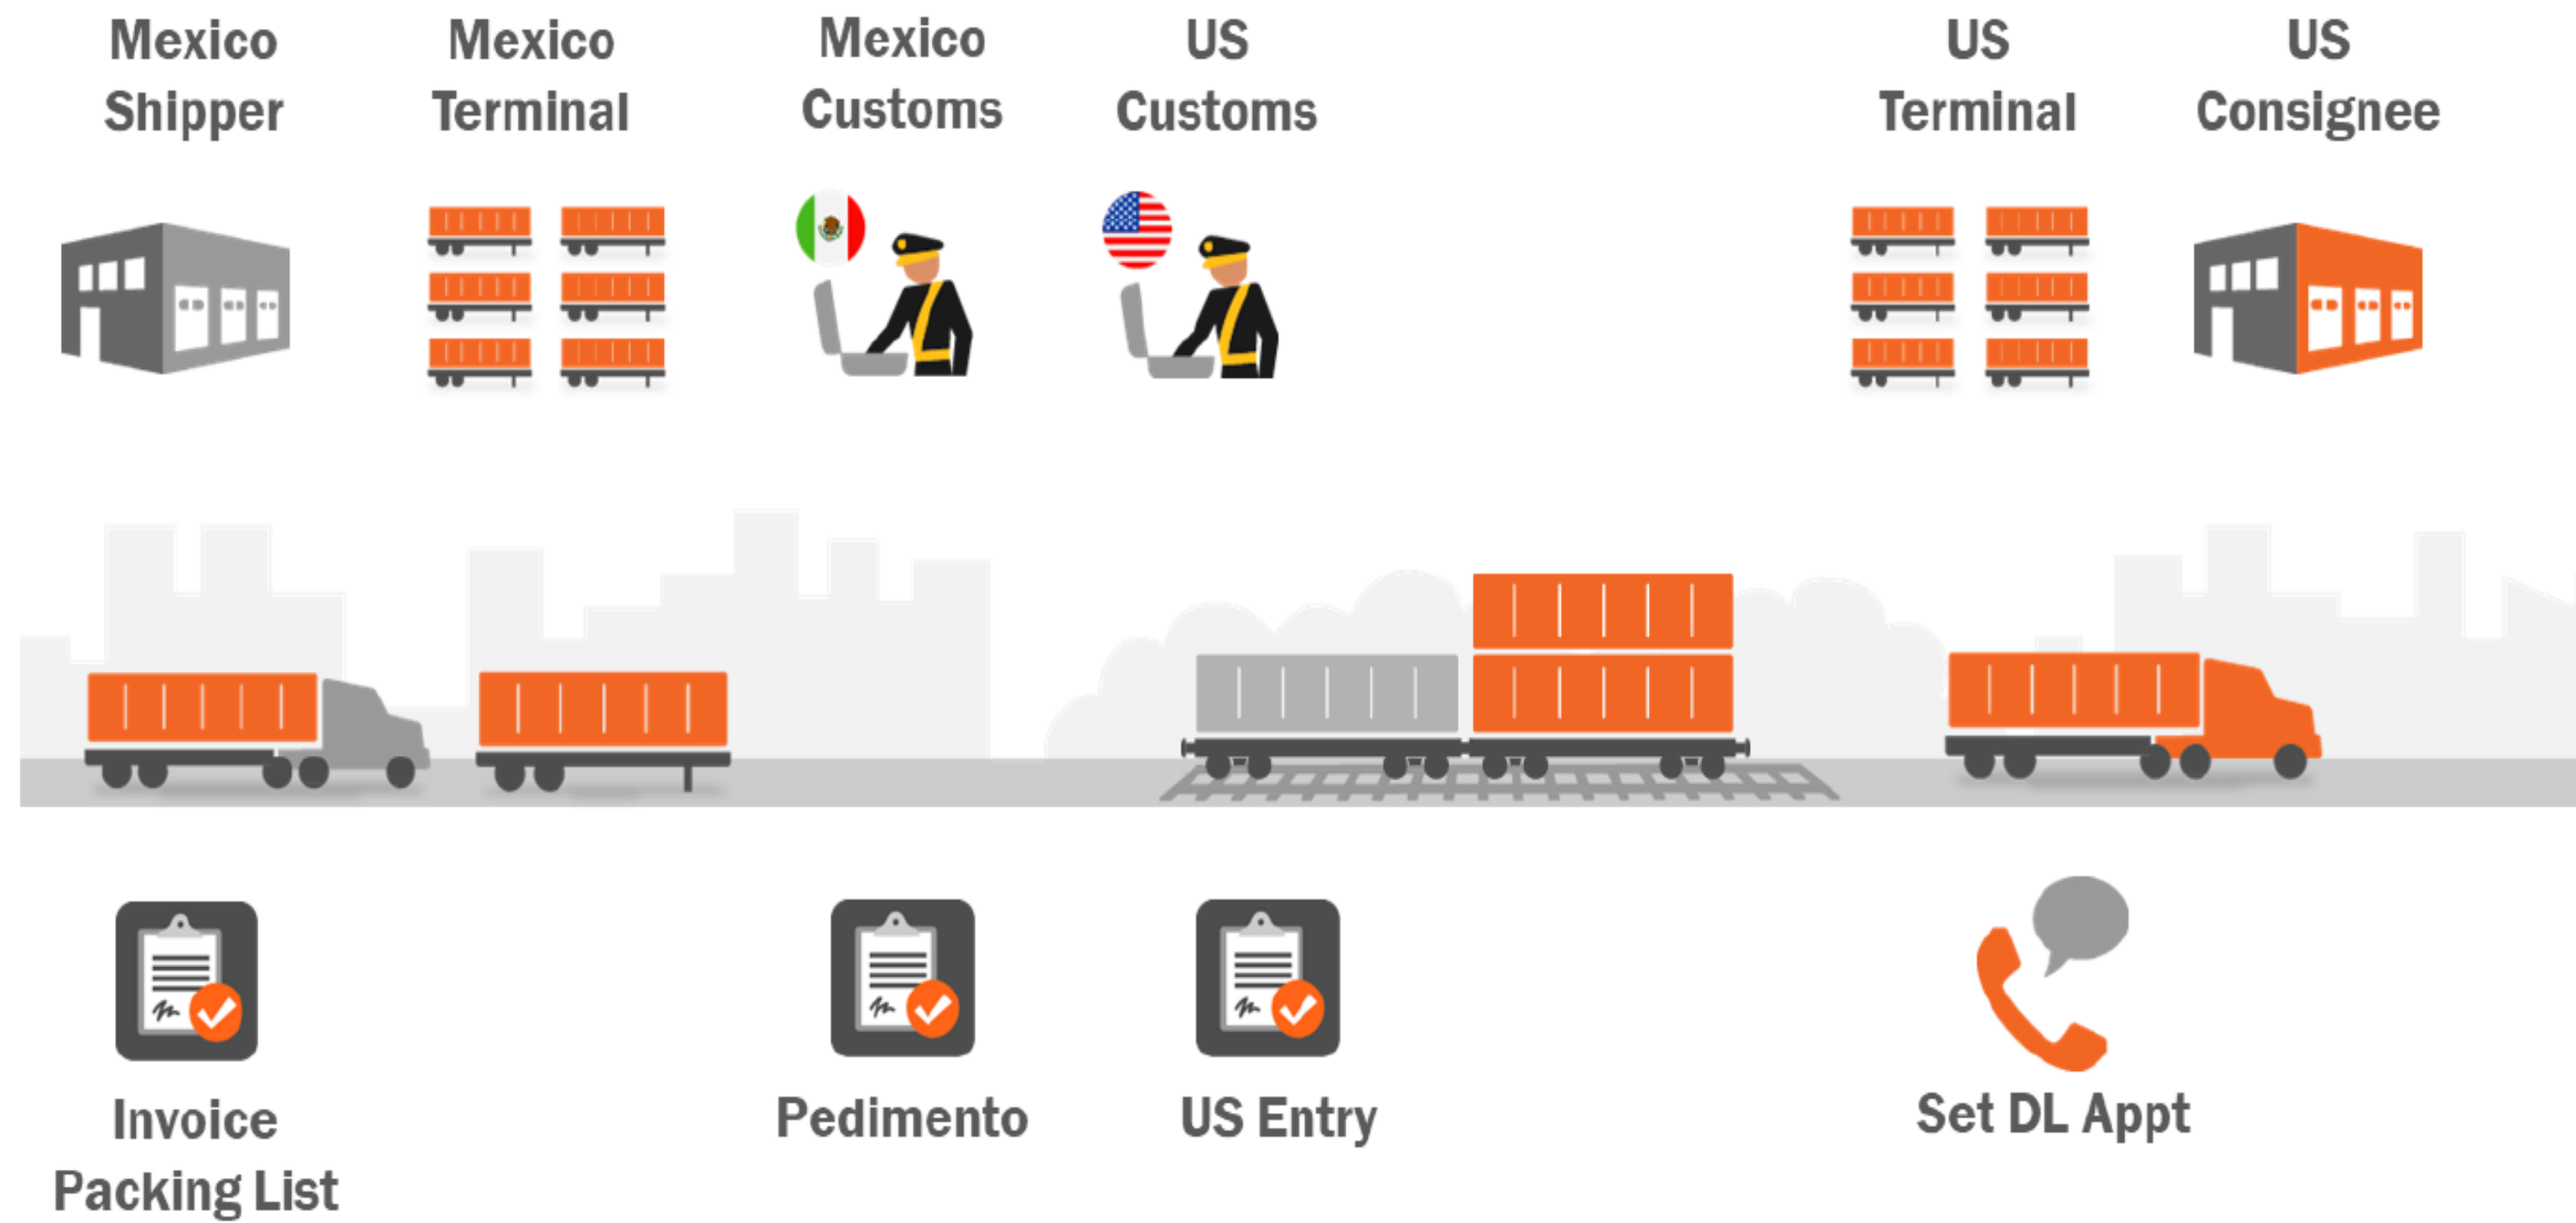 Mexico
Shipper
Mexico
Terminal
Mexico
Customs
US
Customs
US
Terminal
US
Consignee
Invoice
Packing List
Pedimento
US Entry
Set DL Appt